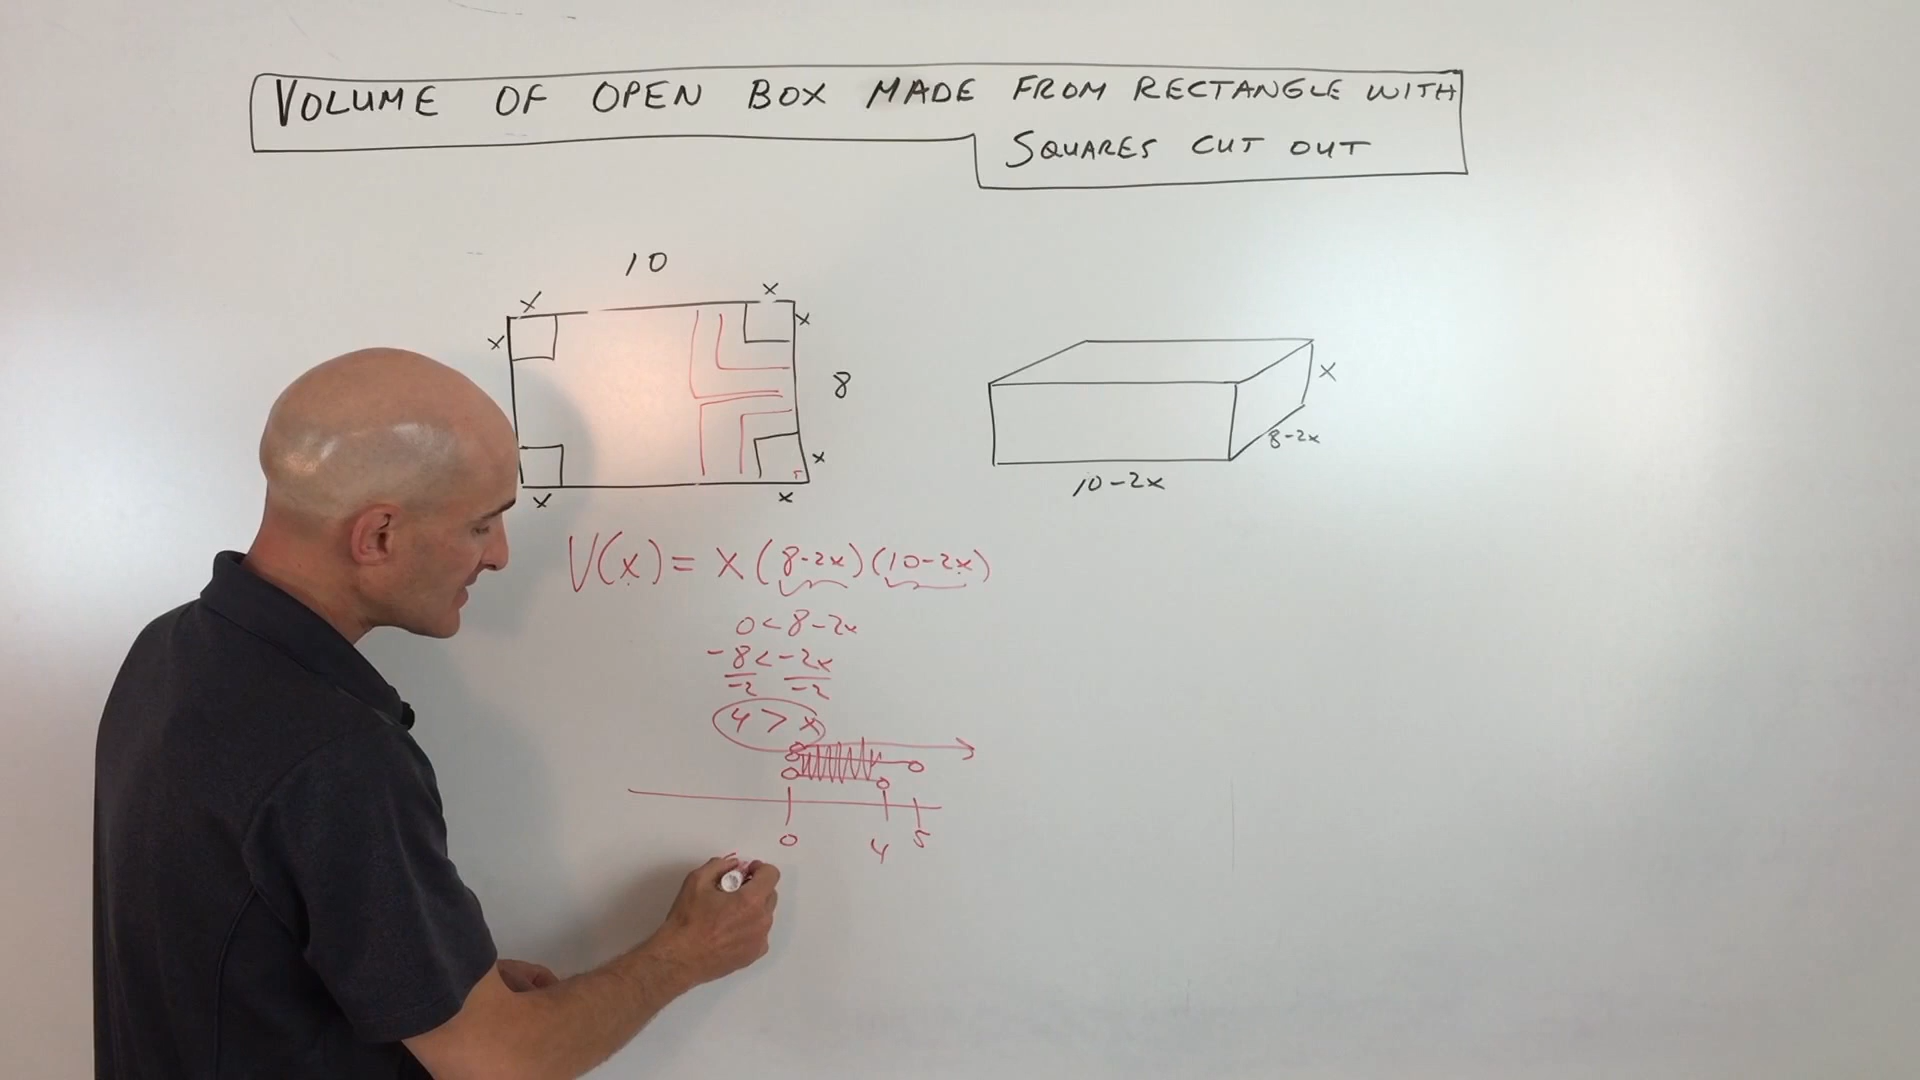 VOLUME OF OPEN BOX MADE FROM RECTANGLE WITH
SQUARES CUT OUT
10
x x
x x
8
x
x x
x
8-2x
10-2x
V(x) = x(8-2x)(10-2x)
0<8-2x
-8<-2x
-2 -2
4 > x
0 4 5